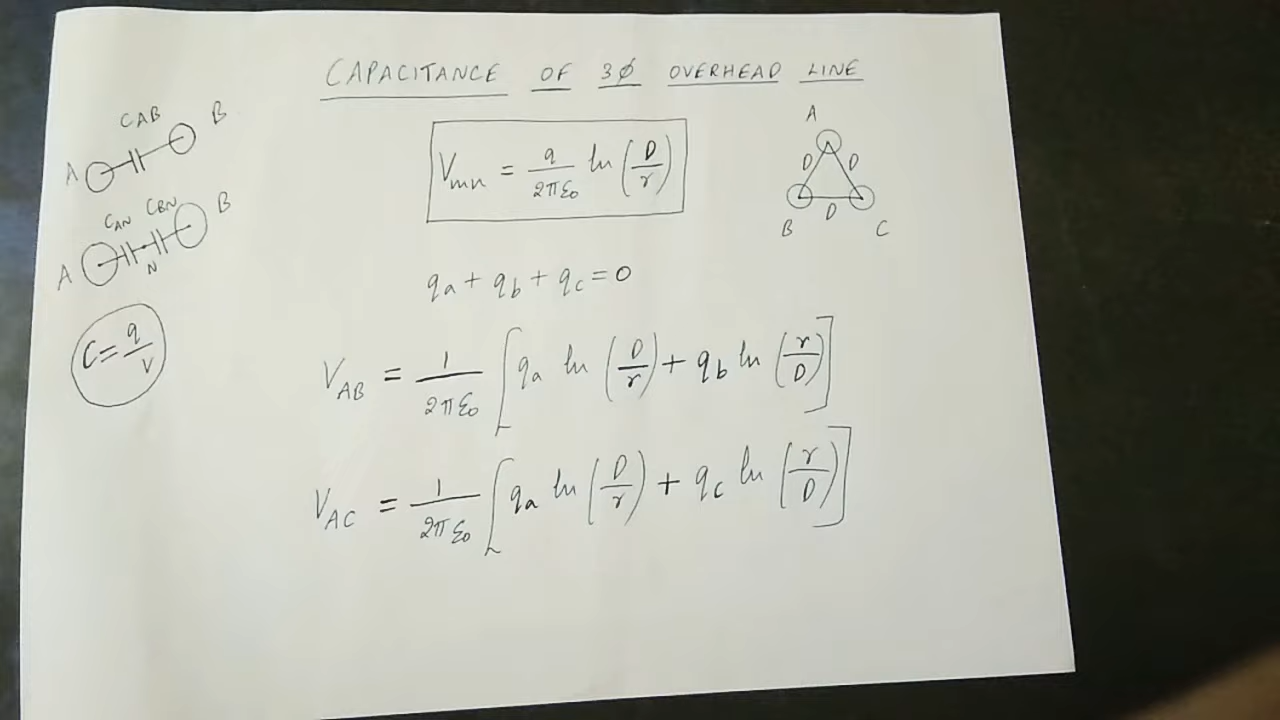 CAPACITANCE OF 3Ø OVERHEAD LINE
CAB
A B
CAN CBN
A N B
C = q/V
Vmn = q/2πε0 ln (D/r)
A
D D
B D C
qa + qb + qc = 0
VAB = 1/2πε0 [qa ln (D/r) + qb ln (r/D)]
VAC = 1/2πε0 [qa ln (D/r) + qc ln (r/D)]